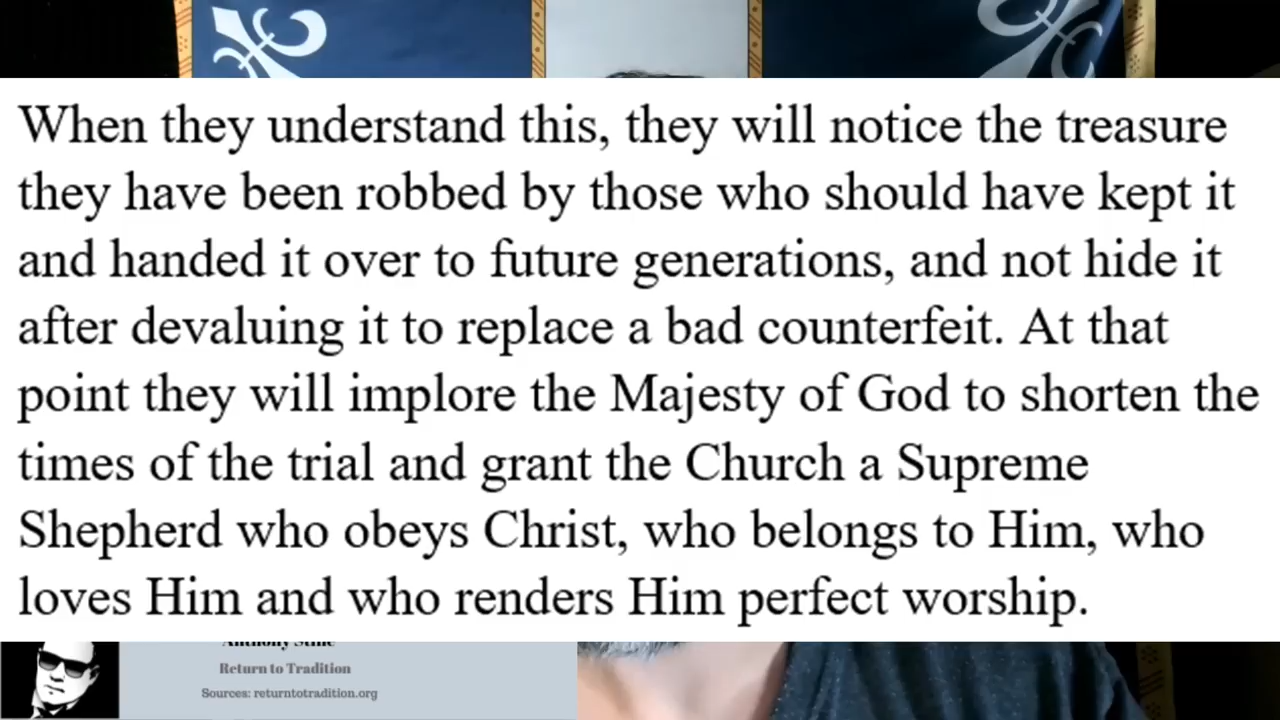 When they understand this, they will notice the treasure
they have been robbed by those who should have kept it
and handed it over to future generations, and not hide it
after devaluing it to replace a bad counterfeit. At that
point they will implore the Majesty of God to shorten the
times of the trial and grant the Church a Supreme
Shepherd who obeys Christ, who belongs to Him, who
loves Him and who renders Him perfect worship.
Anthony Stine
Return to Tradition
Sources: returntotradition.org